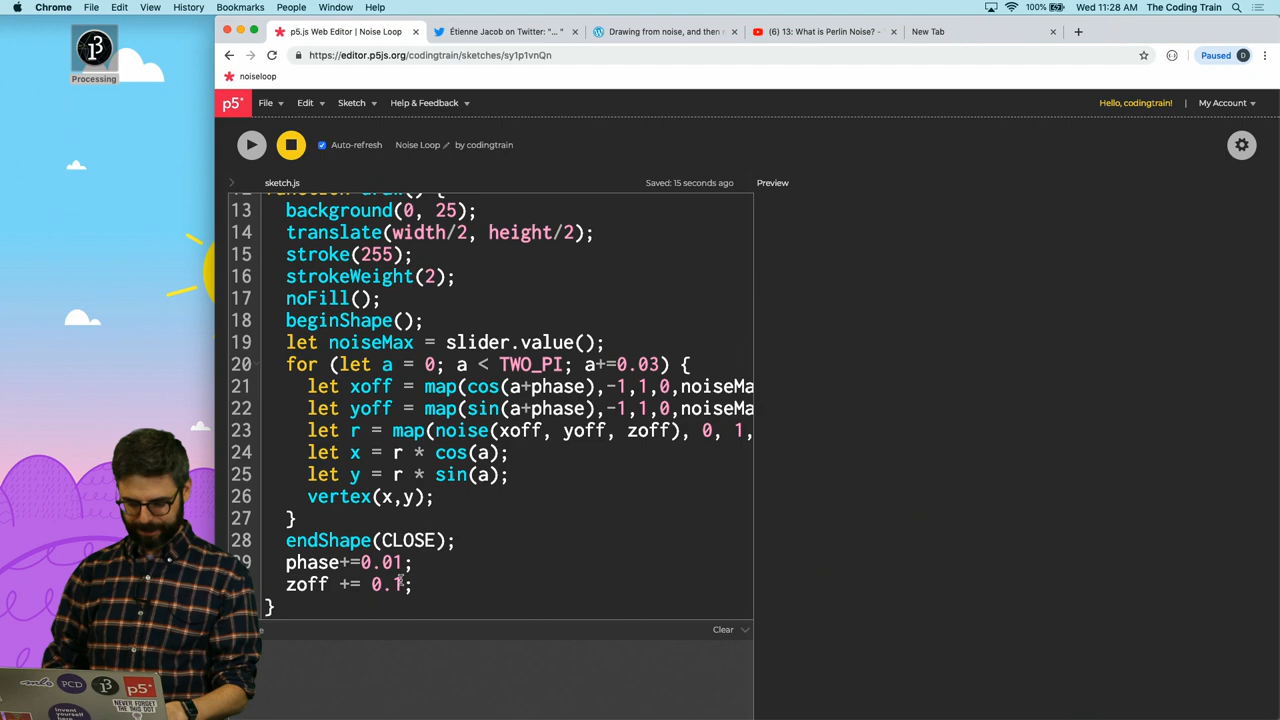 Chrome File Edit View History Bookmarks People Window Help
100% Wed 11:28 AM The Coding Train
Processing
p5.js Web Editor | Noise Loop
Étienne Jacob on Twitter: "..."
Drawing from noise, and then
(6) 13: What is Perlin Noise? -
New Tab
https://editor.p5js.org/codingtrain/sketches/sy1p1vnQn
Paused D
noiseloop
p5* File Edit Sketch Help & Feedback
Hello, codingtrain! | My Account
Auto-refresh Noise Loop by codingtrain
sketch.js Saved: 15 seconds ago Preview
13 background(0, 25);
14 translate(width/2, height/2);
15 stroke(255);
16 strokeWeight(2);
17 noFill();
18 beginShape();
19 let noiseMax = slider.value();
20 for (let a = 0; a < TWO_PI; a+=0.03) {
21 let xoff = map(cos(a+phase),-1,1,0,noiseMa
22 let yoff = map(sin(a+phase),-1,1,0,noiseMa
23 let r = map(noise(xoff, yoff, zoff), 0, 1,
24 let x = r * cos(a);
25 let y = r * sin(a);
26 vertex(x,y);
27 }
28 endShape(CLOSE);
phase+=0.01;
zoff += 0.1;
}
Clear
PCD
p5*
NEVER FORGET
THE THIS DOT